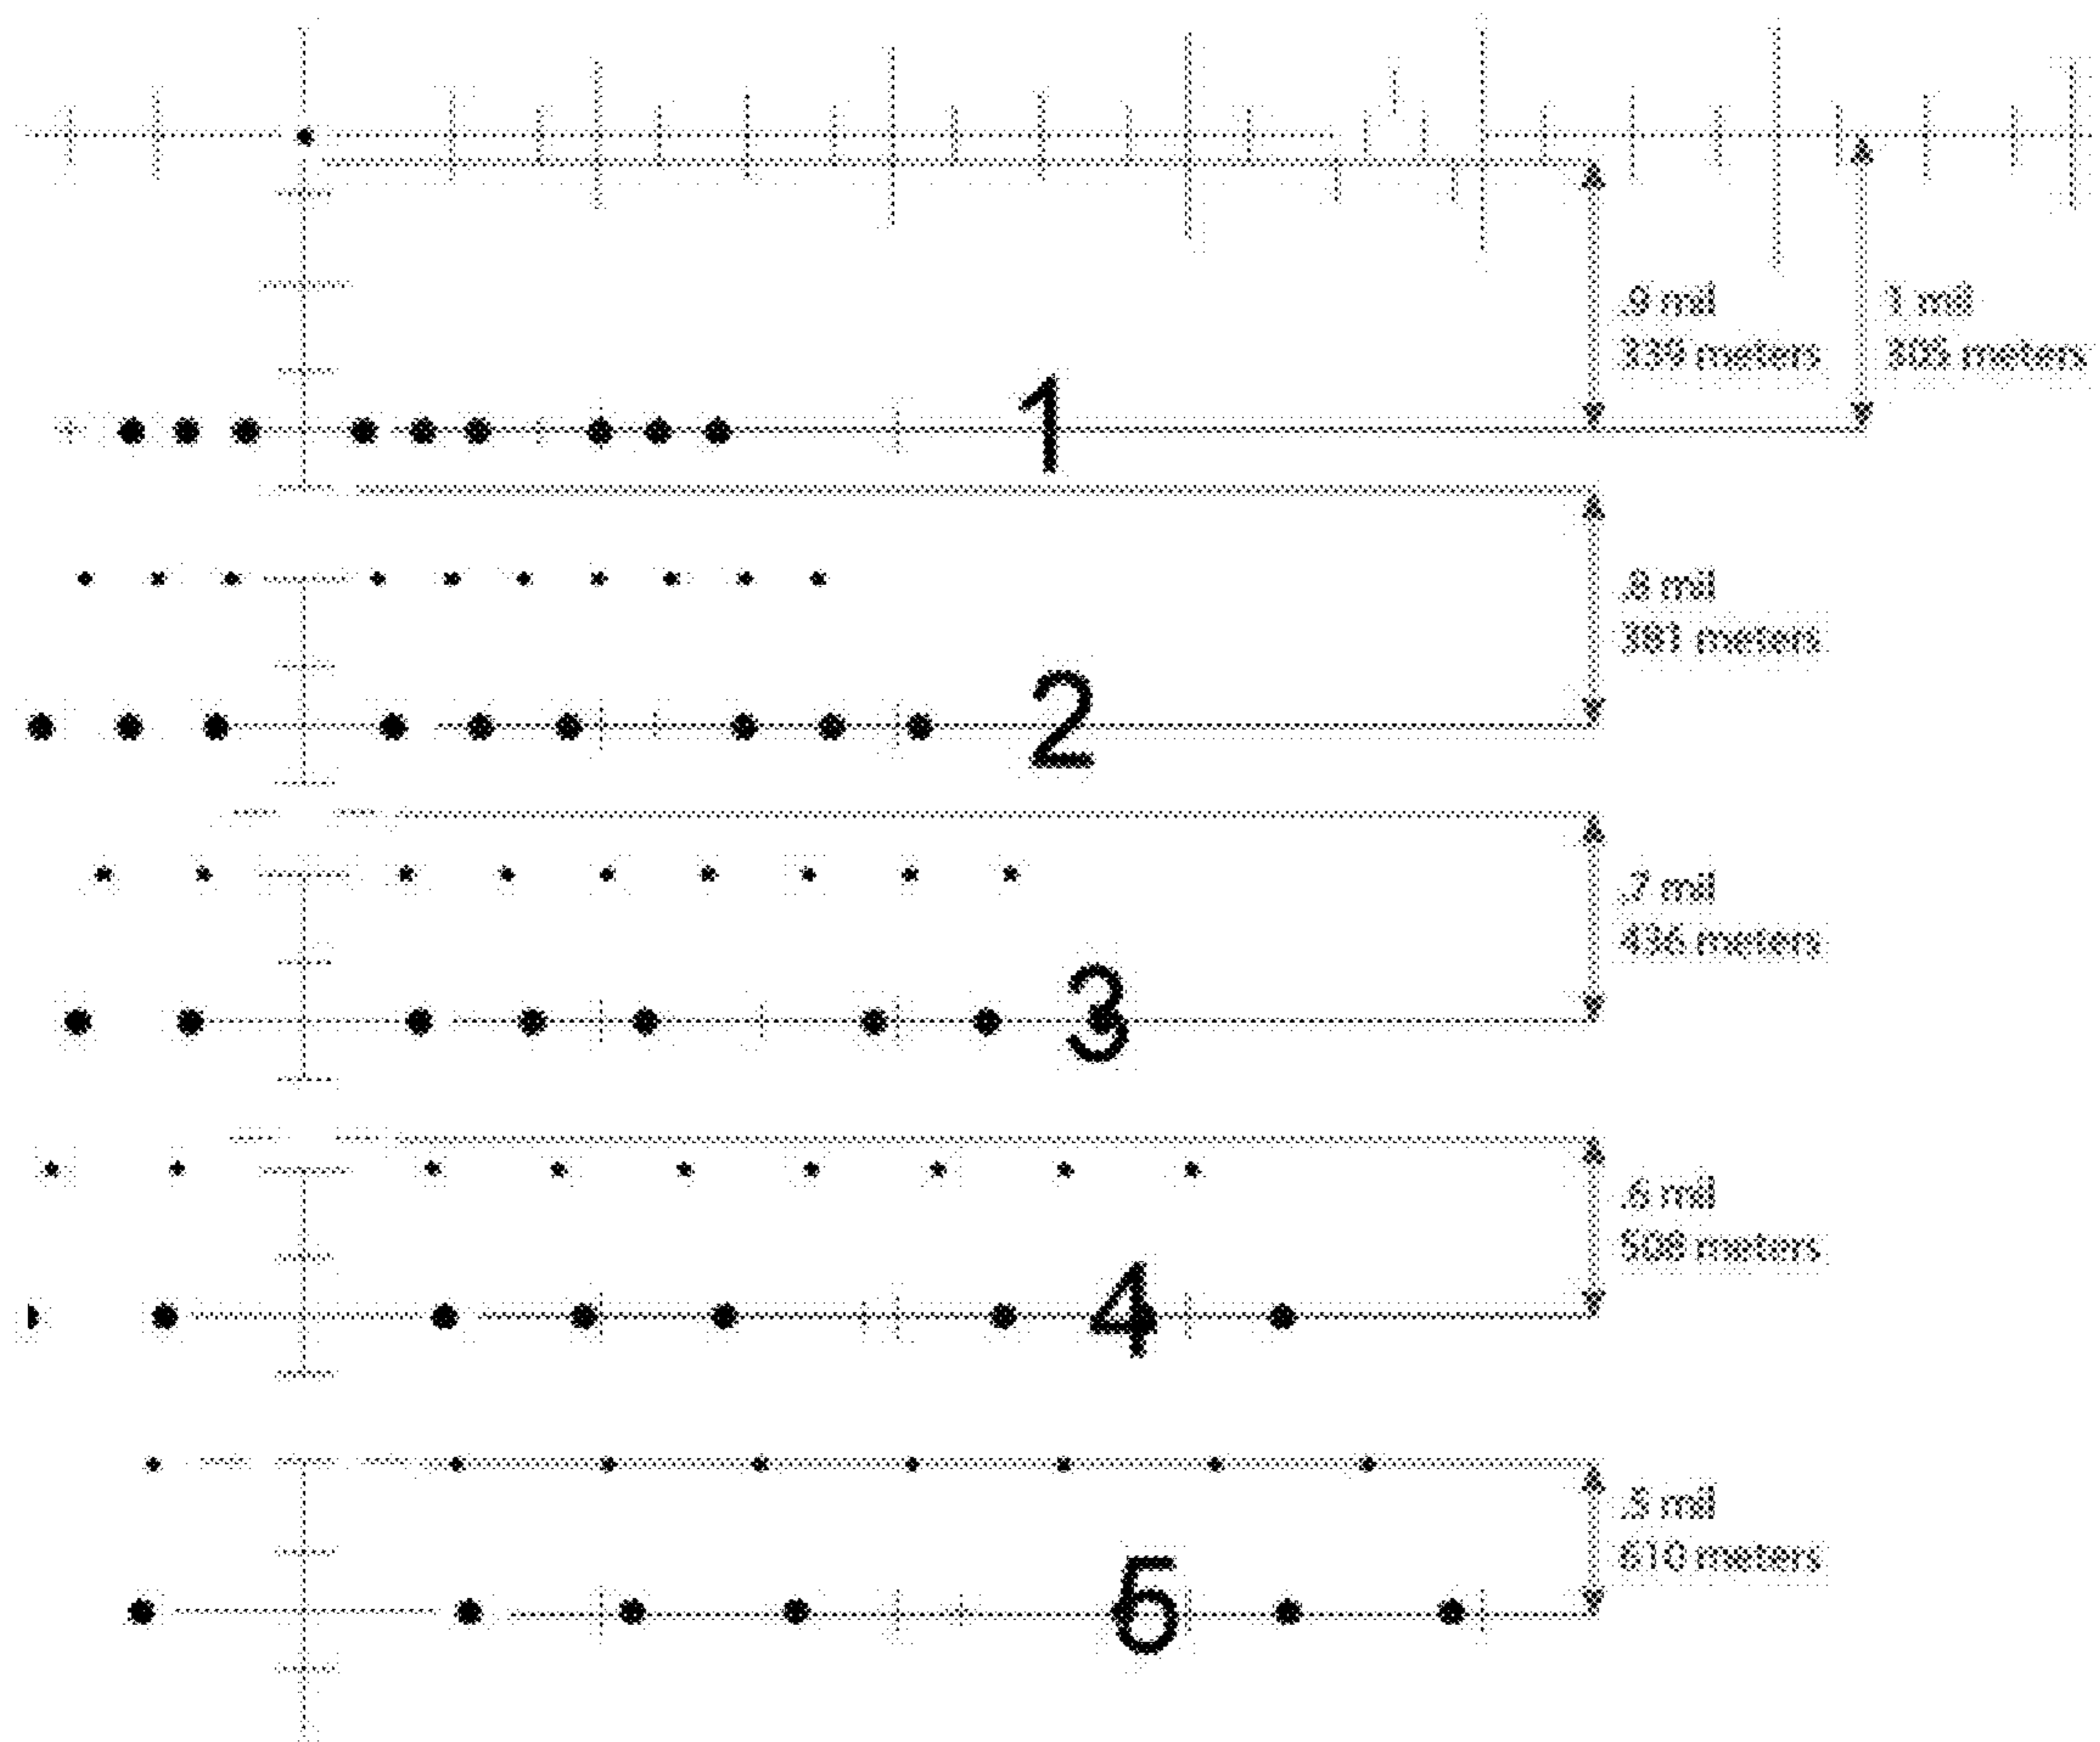 .9 mil
339 meters
1 mil
305 meters
1
.8 mil
381 meters
2
.7 mil
436 meters
3
.6 mil
508 meters
4
.5 mil
610 meters
5